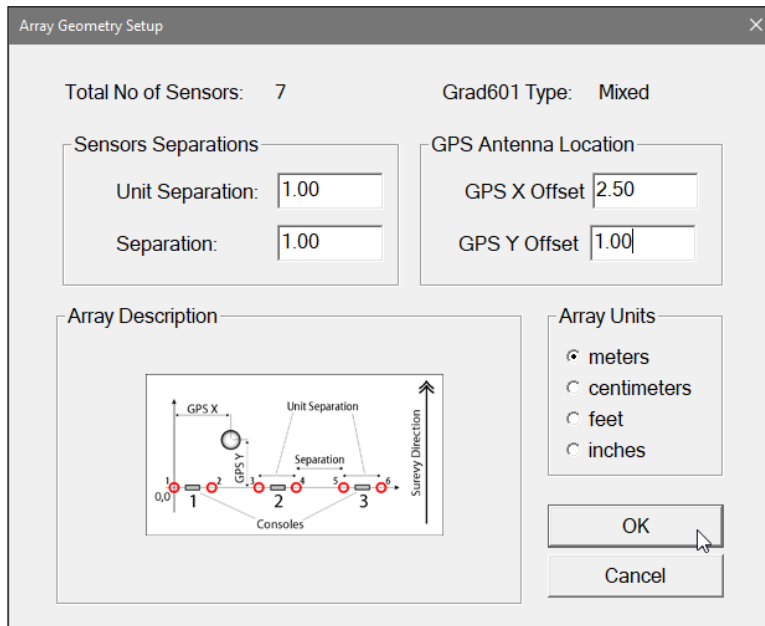 Array Geometry Setup
Total No of Sensors: 7 Grad601 Type: Mixed
Sensors Separations
Unit Separation: 1.00
Separation: 1.00
GPS Antenna Location
GPS X Offset 2.50
GPS Y Offset 1.00
Array Description
GPS X
Unit Separation
GPS Y
Separation
Surevy Direction
1 2 3 4 5 6
0,0 1 2 3
Consoles
Array Units
meters
centimeters
feet
inches
OK
Cancel